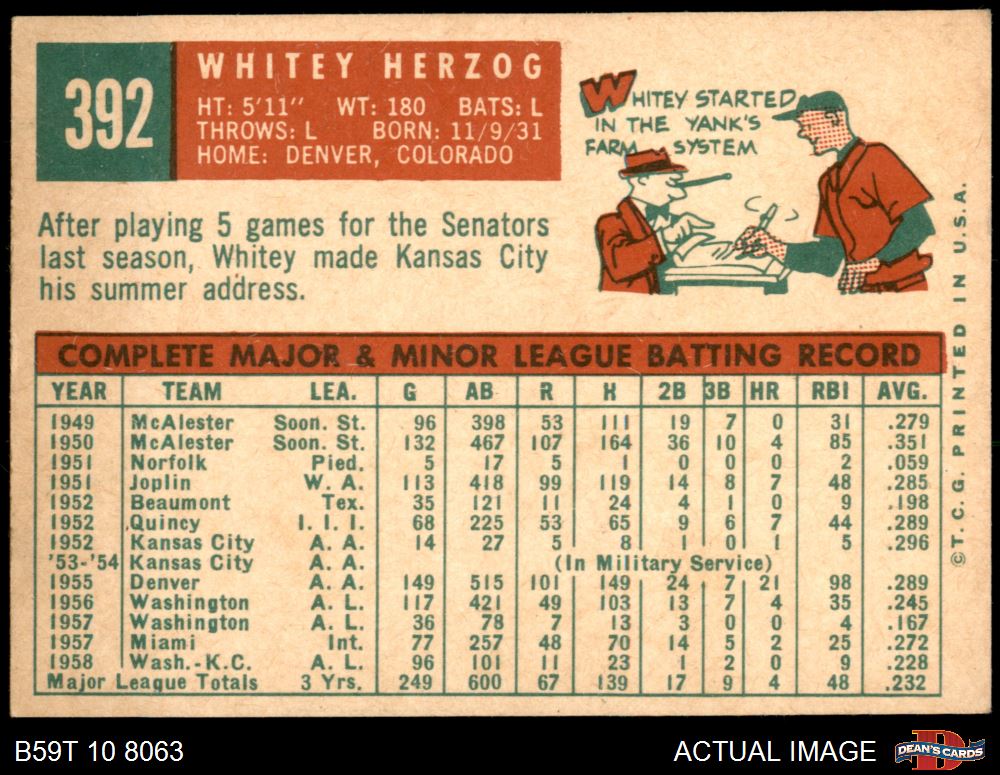 392
WHITEY HERZOG
HT: 5'11" WT: 180 BATS: L
THROWS: L BORN: 11/9/31
HOME: DENVER, COLORADO
WHITEY STARTED
IN THE YANK'S
FARM SYSTEM
After playing 5 games for the Senators
last season, Whitey made Kansas City
his summer address.
COMPLETE MAJOR & MINOR LEAGUE BATTING RECORD
YEAR TEAM LEA. G AB R H 2B 3B HR RBI AVG.
1949 McAlester Soon. St. 96 398 53 111 19 7 0 31 .279
1950 McAlester Soon. St. 132 467 107 164 36 10 4 85 .351
1951 Norfolk Pied. 5 17 5 1 0 0 0 2 .059
1951 Joplin W. A. 113 418 99 119 14 8 7 48 .285
1952 Beaumont Tex. 35 121 11 24 4 1 0 9 .198
1952 Quincy I. I. I. 68 225 53 65 9 6 7 44 .289
1952 Kansas City A. A. 14 27 5 8 1 0 1 5 .296
'53-'54 Kansas City A. A. (In Military Service)
1955 Denver A. A. 149 515 101 149 24 7 21 98 .289
1956 Washington A. L. 117 421 49 103 13 7 4 35 .245
1957 Washington A. L. 36 78 7 13 3 0 0 4 .167
1957 Miami Int. 77 257 48 70 14 5 2 25 .272
1958 Wash.-K.C. A. L. 96 101 11 23 1 2 0 9 .228
Major League Totals 3 Yrs. 249 600 67 139 17 9 4 48 .232
© T. C. G. PRINTED IN U.S.A.
B59T 10 8063
ACTUAL IMAGE
D
DEAN'S CARDS